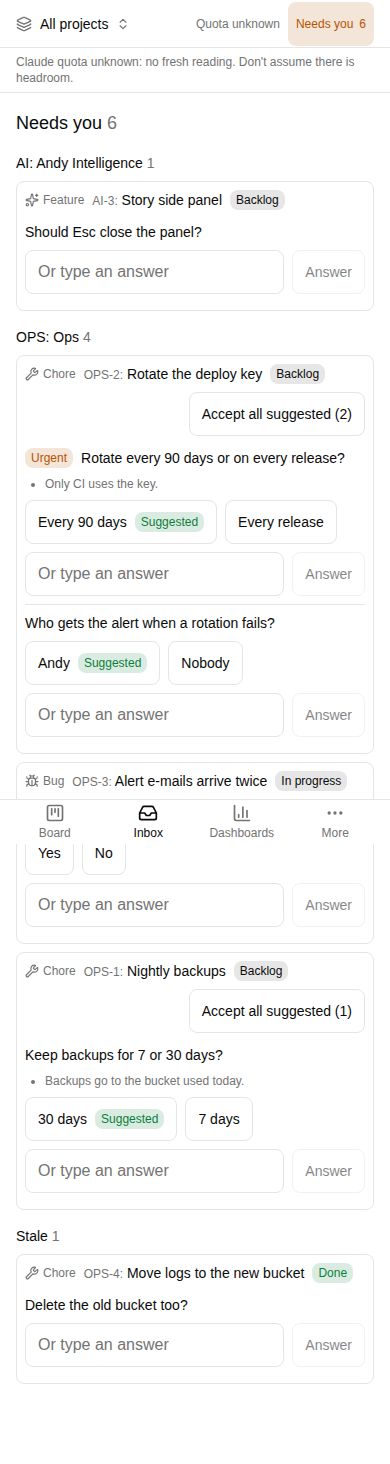 All projects
Quota unknown
Needs you 6
Claude quota unknown: no fresh reading. Don't assume there is
headroom.
Needs you 6
AI: Andy Intelligence 1
Feature AI-3: Story side panel Backlog
Should Esc close the panel?
Or type an answer Answer
OPS: Ops 4
Chore OPS-2: Rotate the deploy key Backlog
Accept all suggested (2)
Urgent Rotate every 90 days or on every release?
• Only CI uses the key.
Every 90 days Suggested Every release
Or type an answer Answer
Who gets the alert when a rotation fails?
Andy Suggested Nobody
Or type an answer Answer
Bug OPS-3: Alert e-mails arrive twice In progress
Board Inbox Dashboards More
Yes No
Or type an answer Answer
Chore OPS-1: Nightly backups Backlog
Accept all suggested (1)
Keep backups for 7 or 30 days?
• Backups go to the bucket used today.
30 days Suggested 7 days
Or type an answer Answer
Stale 1
Chore OPS-4: Move logs to the new bucket Done
Delete the old bucket too?
Or type an answer Answer